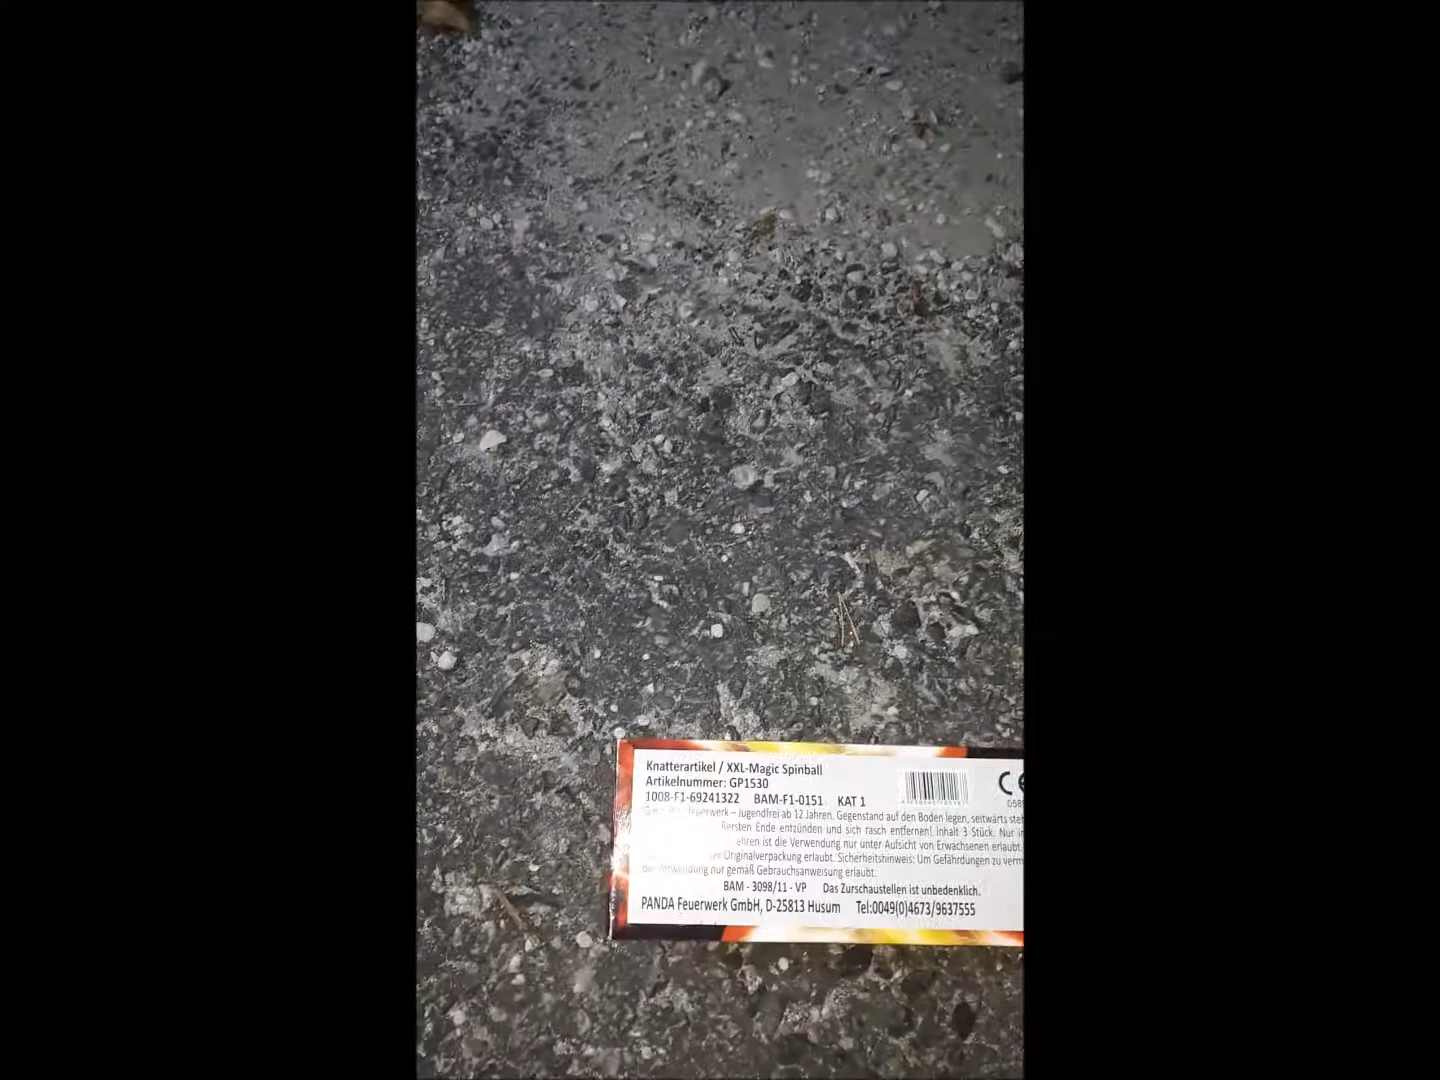 Knatterartikel / XXL-Magic Spinball
Artikelnummer: GP1530
1008-F1-69241322 BAM-F1-0151 KAT 1
– Jugendfrei ab 12 Jahren. Gegenstand auf den Boden legen, seitwärts
Ende entzünden und sich rasch entfernen! Inhalt 3 Stück. Nur
ist die Verwendung nur unter Aufsicht von Erwachsenen erlaubt.
Originalverpackung erlaubt. Sicherheitshinweis: Um Gefährdungen zu
Verwendung nur gemäß Gebrauchsanweisung erlaubt.
BAM - 3098/11 - VP Das Zurschaustellen ist unbedenklich.
PANDA Feuerwerk GmbH, D-25813 Husum Tel:0049(0)4673/9637555